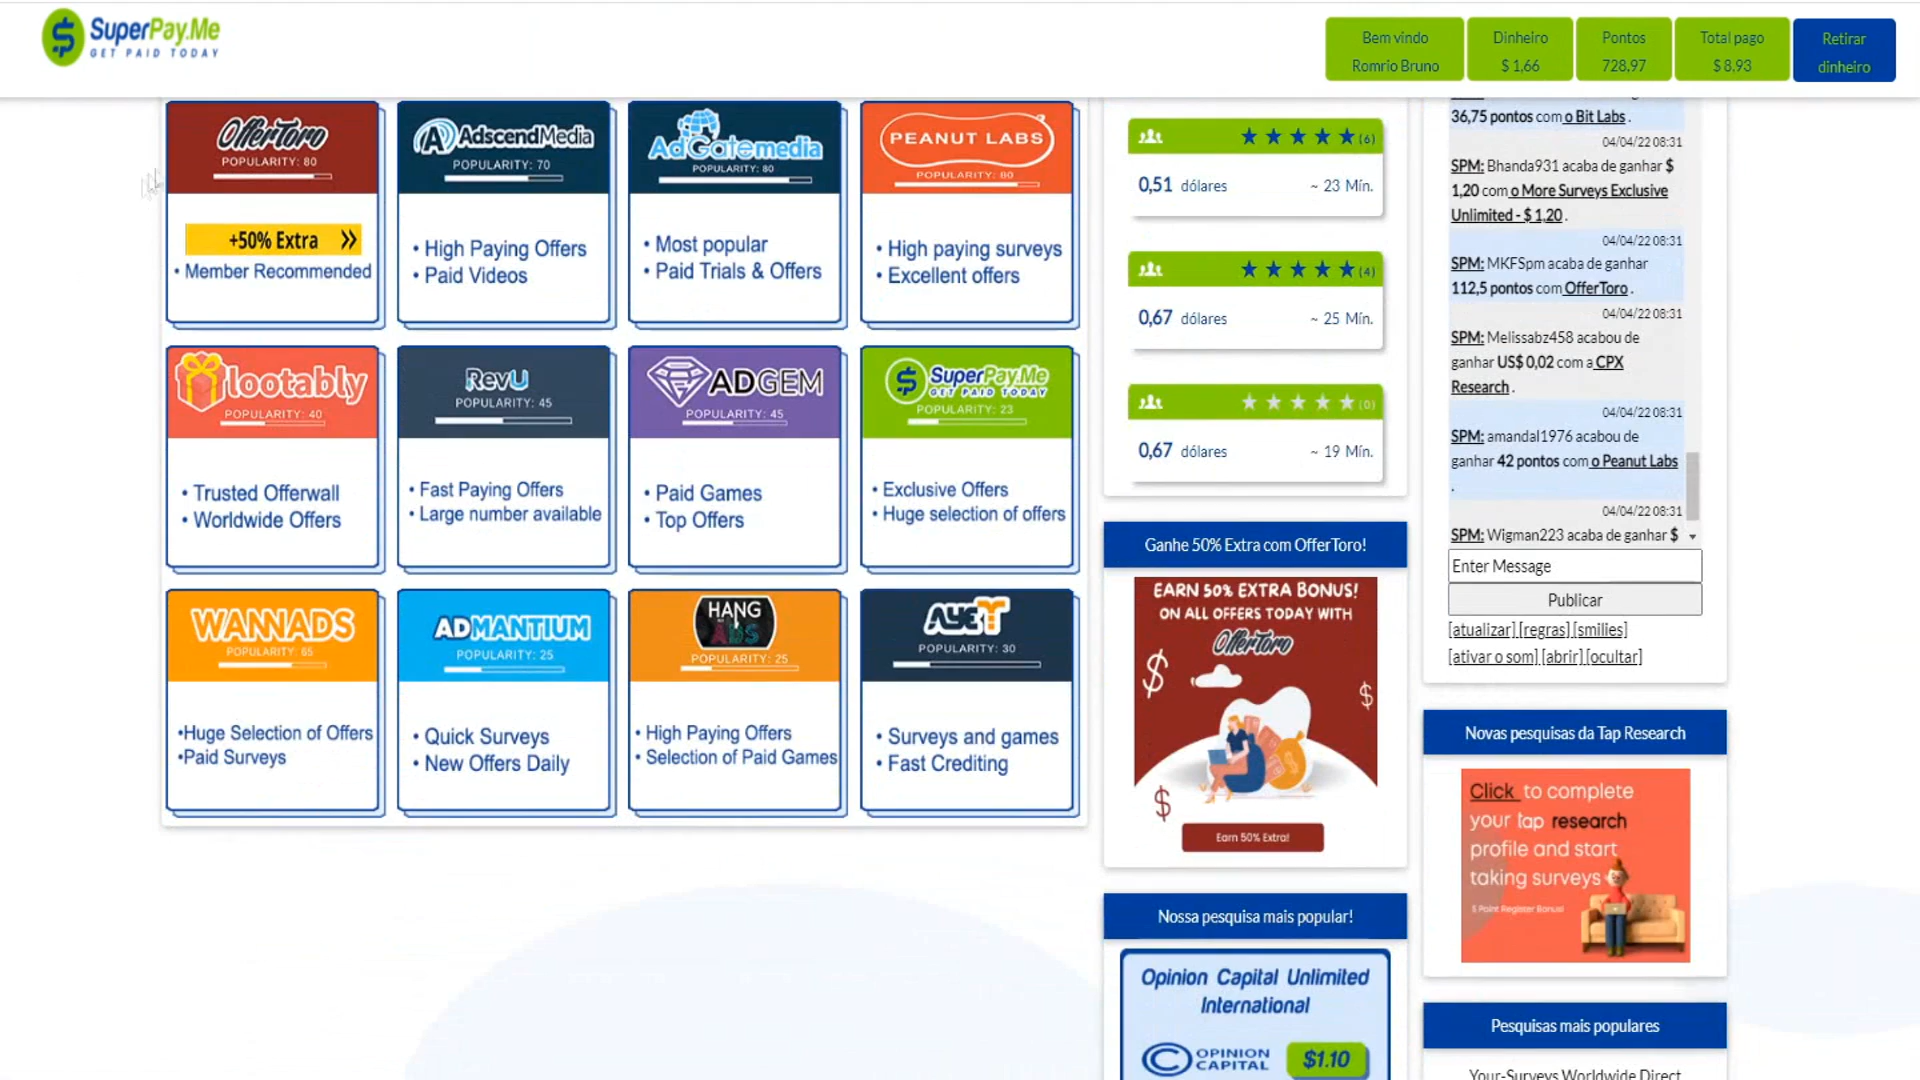 SuperPay.Me
GET PAID TODAY
Bem vindo
Romrio Bruno
Dinheiro
$ 1,66
Pontos
728,97
Total pago
$ 8,93
Retirar
dinheiro
OfferToro
POPULARITY: 80
+50% Extra
• Member Recommended
AdscendMedia
POPULARITY: 70
• High Paying Offers
• Paid Videos
AdGatemedia
POPULARITY: 80
• Most popular
• Paid Trials & Offers
PEANUT LABS
POPULARITY: 80
• High paying surveys
• Excellent offers
lootably
POPULARITY: 40
• Trusted Offerwall
• Worldwide Offers
RevU
POPULARITY: 45
• Fast Paying Offers
• Large number available
ADGEM
POPULARITY: 45
• Paid Games
• Top Offers
SuperPay.Me
GET PAID TODAY
POPULARITY: 23
• Exclusive Offers
• Huge selection of offers
WANNADS
POPULARITY: 65
•Huge Selection of Offers
•Paid Surveys
ADMANTIUM
POPULARITY: 25
• Quick Surveys
• New Offers Daily
HANG
MY
ADS
POPULARITY: 25
• High Paying Offers
• Selection of Paid Games
AYET
POPULARITY: 30
• Surveys and games
• Fast Crediting
(6)
0,51 dólares
~ 23 Mín.
(4)
0,67 dólares
~ 25 Mín.
(0)
0,67 dólares
~ 19 Mín.
Ganhe 50% Extra com OfferToro!
EARN 50% EXTRA BONUS!
ON ALL OFFERS TODAY WITH
OfferToro
Earn 50% Extra!
Nossa pesquisa mais popular!
Opinion Capital Unlimited
International
OPINION
CAPITAL
$1.10
36,75 pontos com o Bit Labs .
04/04/22 08:31
SPM: Bhanda931 acaba de ganhar $
1,20 com o More Surveys Exclusive
Unlimited - $ 1,20 .
04/04/22 08:31
SPM: MKFSpm acaba de ganhar
112,5 pontos com OfferToro .
04/04/22 08:31
SPM: Melissabz458 acabou de
ganhar US$ 0,02 com a CPX
Research .
04/04/22 08:31
SPM: amandal1976 acabou de
ganhar 42 pontos com o Peanut Labs
.
04/04/22 08:31
SPM: Wigman223 acaba de ganhar $
Enter Message
Publicar
[atualizar] [regras] [smilies]
[ativar o som] [abrir] [ocultar]
Novas pesquisas da Tap Research
Click to complete
your tap research
profile and start
taking surveys
5 Point Register Bonus!
Pesquisas mais populares
Your-Surveys Worldwide Direct